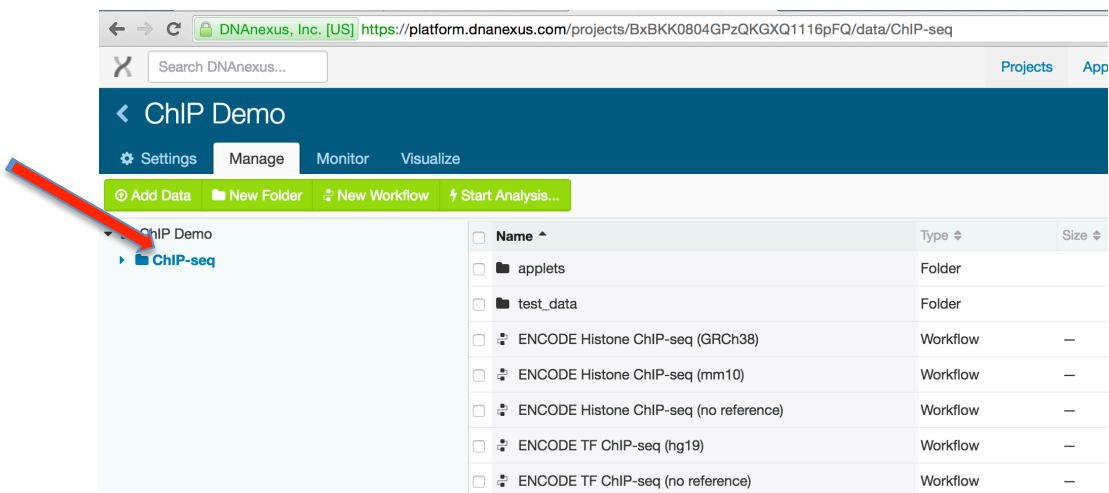 DNAnexus, Inc. [US] https://platform.dnanexus.com/projects/BxBKK0804GPzQKGXQ1116pFQ/data/ChIP-seq
Search DNAnexus...
Projects
App
ChIP Demo
Settings
Manage
Monitor
Visualize
Add Data
New Folder
New Workflow
Start Analysis...
ChIP Demo
ChIP-seq
Name
Type
Size
applets
Folder
test_data
Folder
ENCODE Histone ChIP-seq (GRCh38)
Workflow
—
ENCODE Histone ChIP-seq (mm10)
Workflow
—
ENCODE Histone ChIP-seq (no reference)
Workflow
—
ENCODE TF ChIP-seq (hg19)
Workflow
—
ENCODE TF ChIP-seq (no reference)
Workflow
—